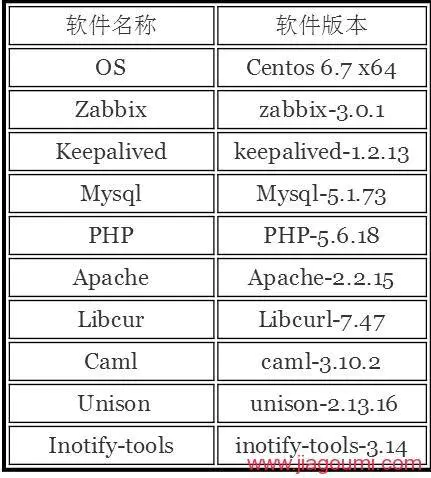 软件名称 软件版本
OS Centos 6.7 x64
Zabbix zabbix-3.0.1
Keepalived keepalived-1.2.13
Mysql Mysql-5.1.73
PHP PHP-5.6.18
Apache Apache-2.2.15
Libcur Libcurl-7.47
Caml caml-3.10.2
Unison unison-2.13.16
Inotify-tools inotify-tools-3.14
www.jiagoumi.com